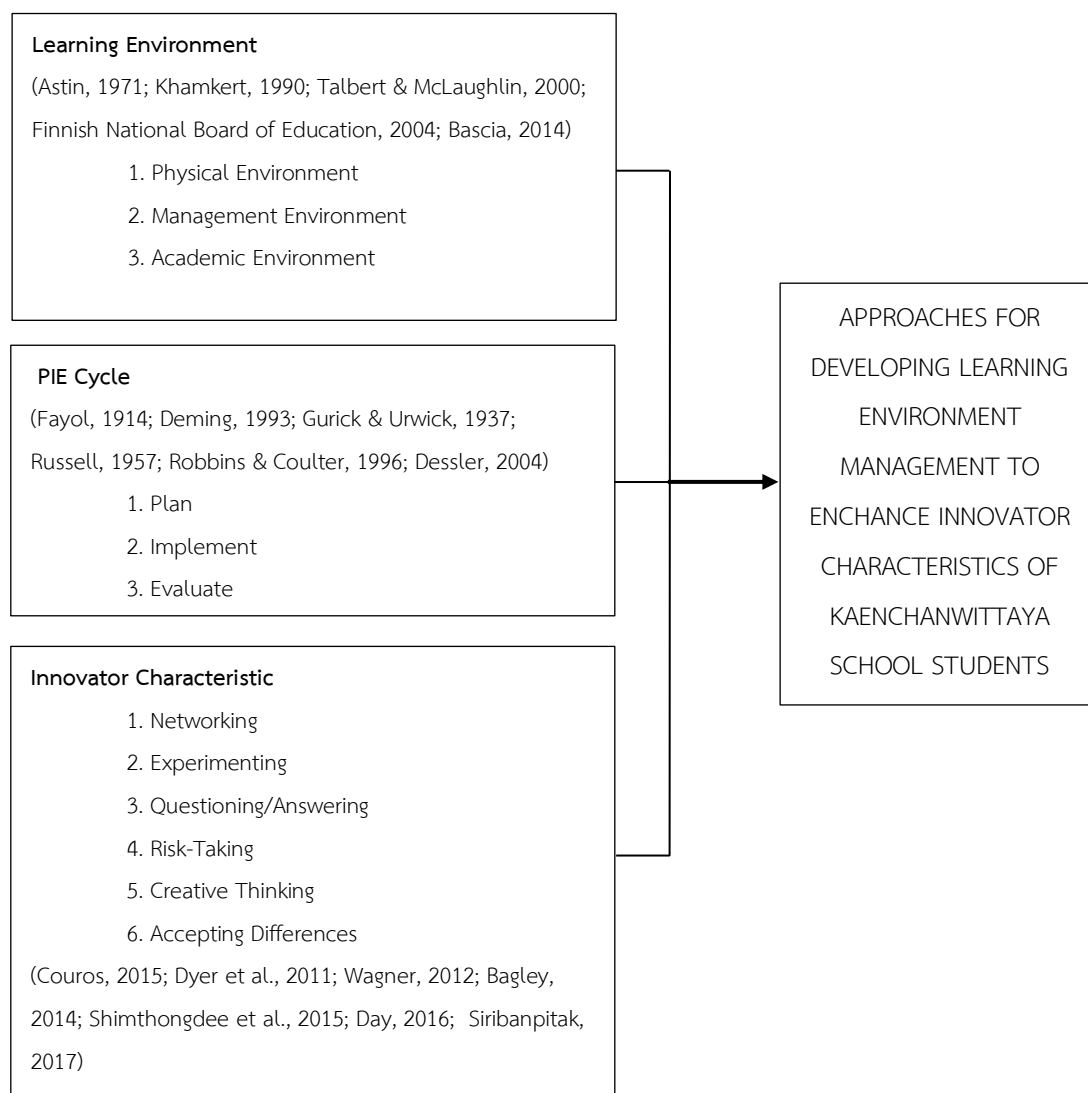 Learning Environment
(Astin, 1971; Khamkert, 1990; Talbert & McLaughlin, 2000;
Finnish National Board of Education, 2004; Bascia, 2014)
1. Physical Environment
2. Management Environment
3. Academic Environment
PIE Cycle
(Fayol, 1914; Deming, 1993; Gurick & Urwick, 1937;
Russell, 1957; Robbins & Coulter, 1996; Dessler, 2004)
1. Plan
2. Implement
3. Evaluate
Innovator Characteristic
1. Networking
2. Experimenting
3. Questioning/Answering
4. Risk-Taking
5. Creative Thinking
6. Accepting Differences
(Couros, 2015; Dyer et al., 2011; Wagner, 2012; Bagley,
2014; Shimthongdee et al., 2015; Day, 2016; Siribanpitak,
2017)
APPROACHES FOR
DEVELOPING LEARNING
ENVIRONMENT
MANAGEMENT TO
ENCHANCE INNOVATOR
CHARACTERISTICS OF
KAENCHANWITTAYA
SCHOOL STUDENTS